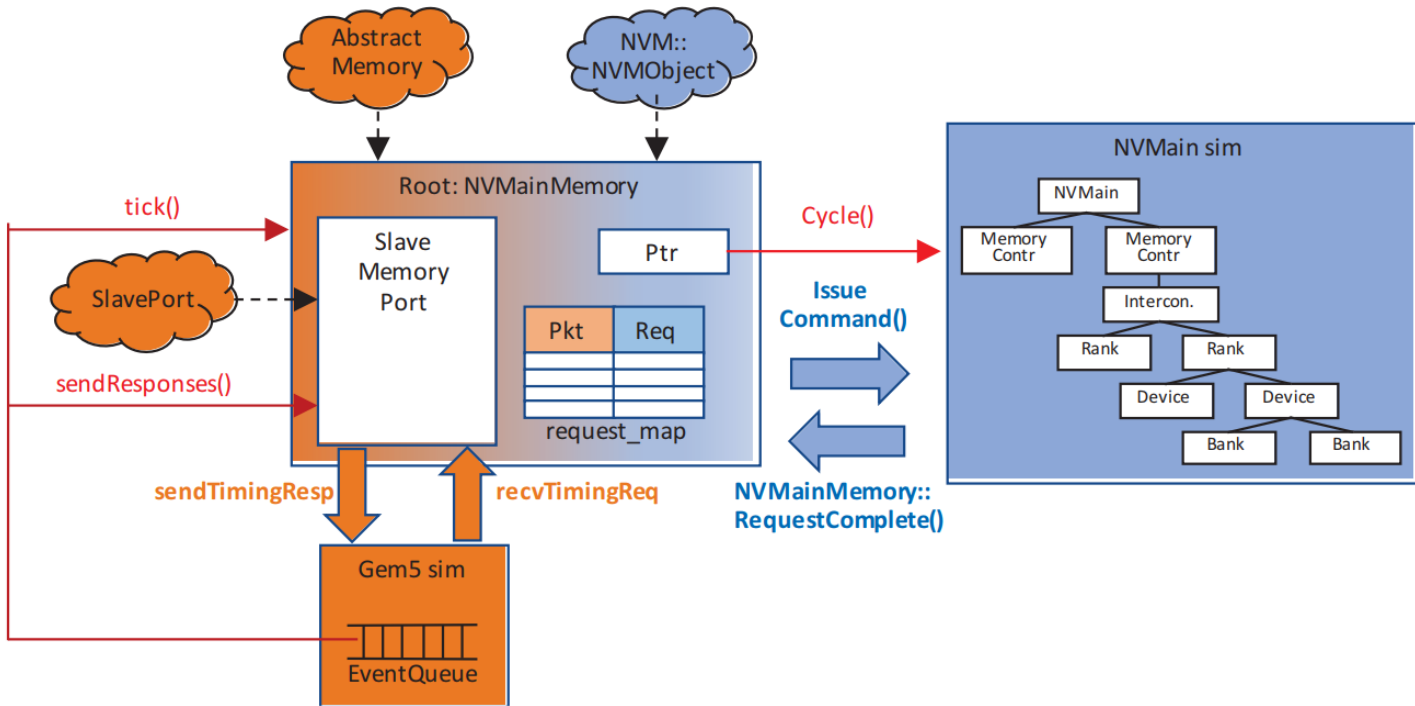 Abstract
Memory
NVM::
NVMObject
Root: NVMainMemory
tick()
Slave
Memory
Port
Ptr
Cycle()
SlavePort
Pkt
Req
request_map
sendResponses()
Issue
Command()
NVMainMemory::
RequestComplete()
sendTimingResp
recvTimingReq
Gem5 sim
EventQueue
NVMain sim
NVMain
Memory
Contr
Memory
Contr
Intercon.
Rank
Rank
Device
Device
Bank
Bank